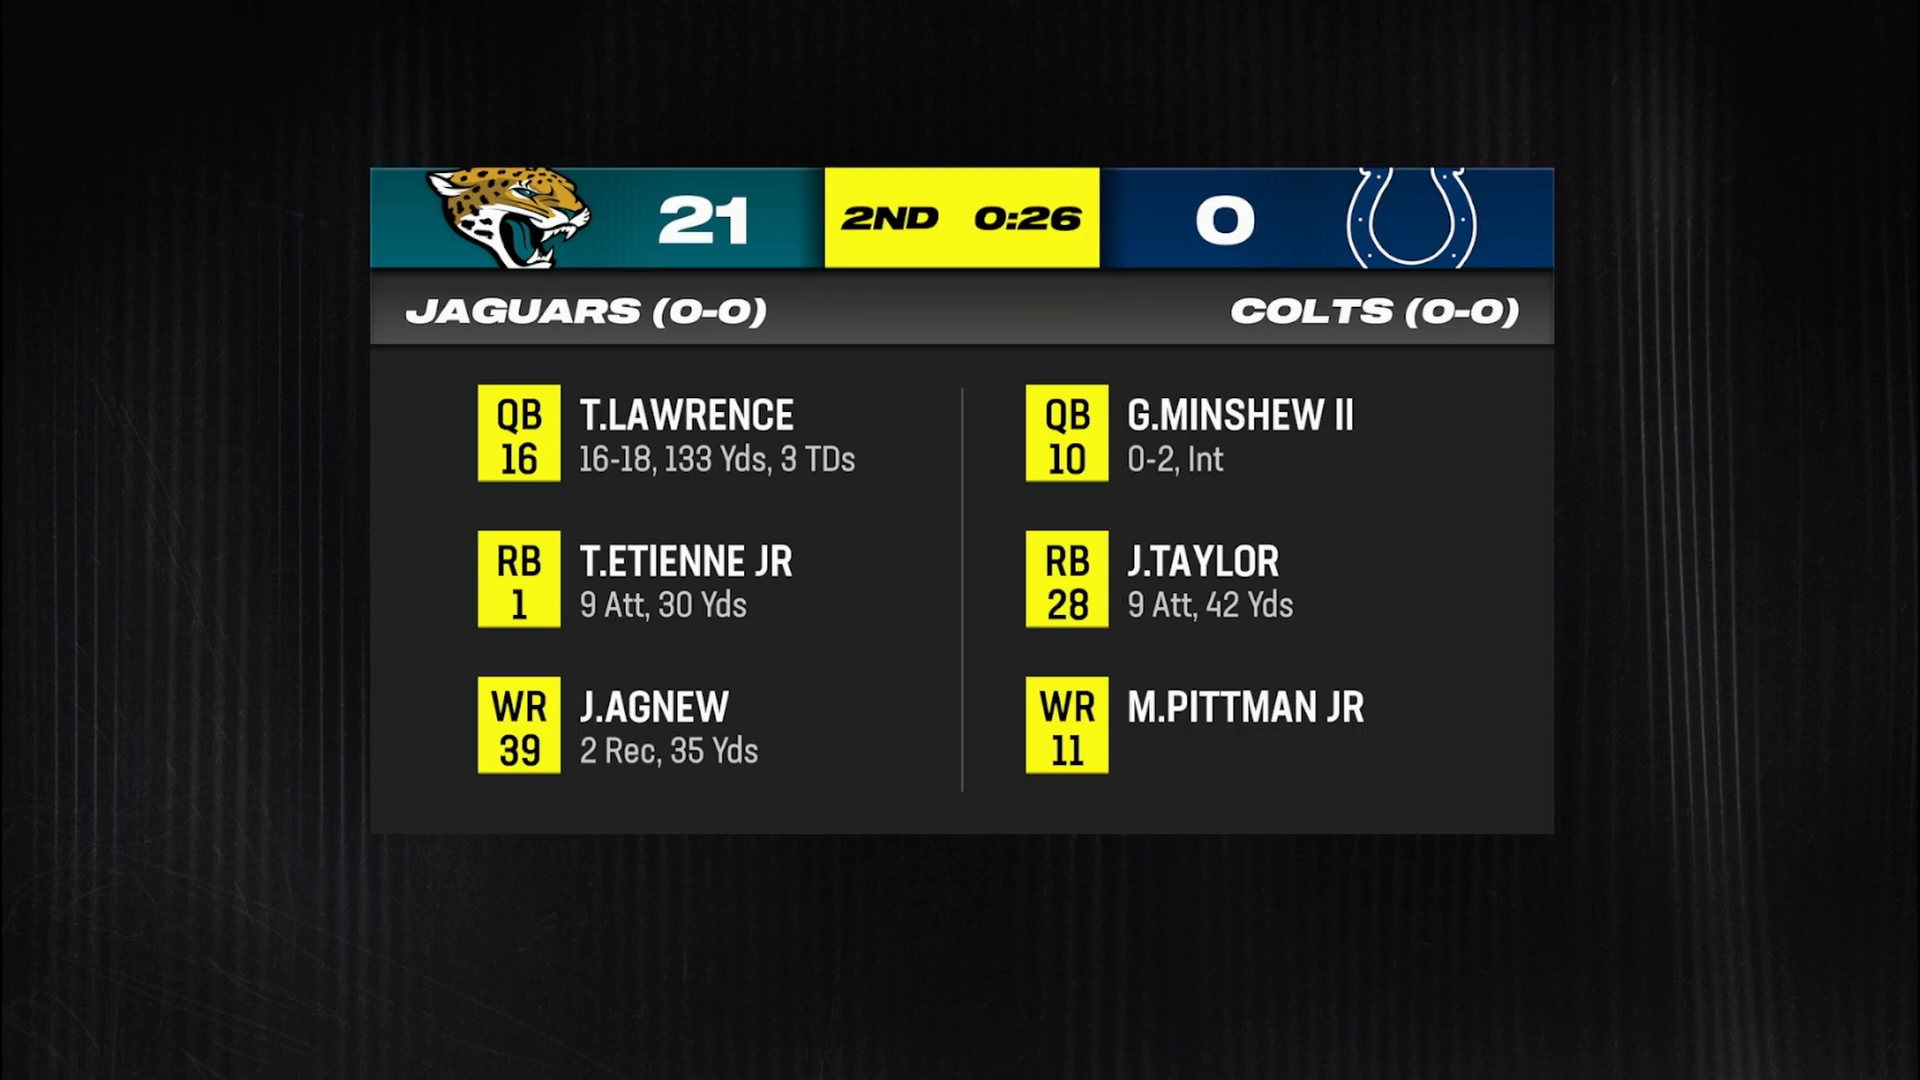 21 2ND 0:26 0
JAGUARS (0-0) COLTS (0-0)
QB 16
T.LAWRENCE
16-18, 133 Yds, 3 TDs
RB 1
T.ETIENNE JR
9 Att, 30 Yds
WR 39
J.AGNEW
2 Rec, 35 Yds
QB 10
G.MINSHEW II
0-2, Int
RB 28
J.TAYLOR
9 Att, 42 Yds
WR 11
M.PITTMAN JR